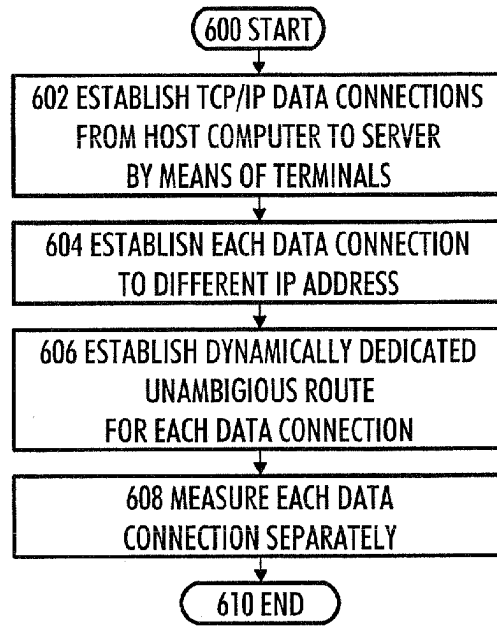 600 START
602 ESTABLISH TCP/IP DATA CONNECTIONS
FROM HOST COMPUTER TO SERVER
BY MEANS OF TERMINALS
604 ESTABLISN EACH DATA CONNECTION
TO DIFFERENT IP ADDRESS
606 ESTABLISH DYNAMICALLY DEDICATED
UNAMBIGIOUS ROUTE
FOR EACH DATA CONNECTION
608 MEASURE EACH DATA
CONNECTION SEPARATELY
610 END